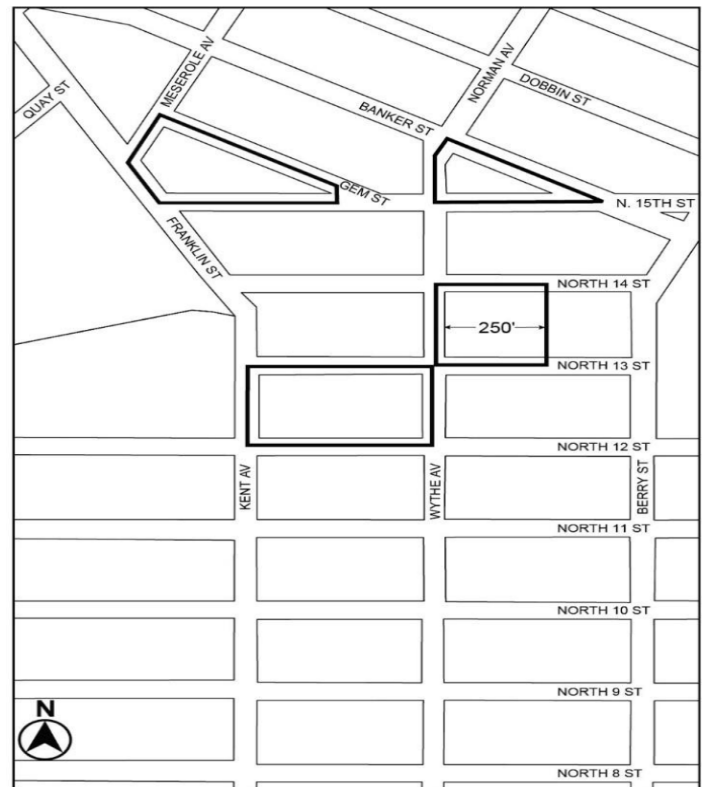 QUAY ST
MESEROLE AV
NORMAN AV
DOBBIN ST
BANKER ST
GEM ST
N. 15TH ST
FRANKLIN ST
NORTH 14 ST
250'
NORTH 13 ST
NORTH 12 ST
KENT AV
WYTHE AV
BERRY ST
NORTH 11 ST
NORTH 10 ST
NORTH 9 ST
N
NORTH 8 ST